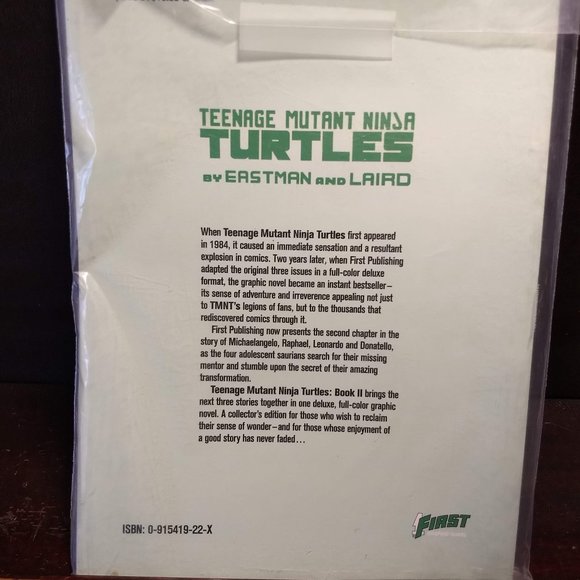 TEENAGE MUTANT NINJA
TURTLES
BY EASTMAN AND LAIRD
When Teenage Mutant Ninja Turtles first appeared
in 1984, it caused an immediate sensation and a resultant
explosion in comics. Two years later, when First Publishing
adapted the original three issues in a full-color deluxe
format, the graphic novel became an instant bestseller—
its sense of adventure and irreverence appealing not just
to TMNT's legions of fans, but to the thousands that
rediscovered comics through it.
First Publishing now presents the second chapter in the
story of Michaelangelo, Raphael, Leonardo and Donatello,
as the four adolescent saurians search for their missing
mentor and stumble upon the secret of their amazing
transformation.
Teenage Mutant Ninja Turtles: Book II brings the
next three stories together in one deluxe, full-color graphic
novel. A collector's edition for those who wish to reclaim
their sense of wonder—and for those whose enjoyment of
a good story has never faded...
ISBN: 0-915419-22-X
FIRST